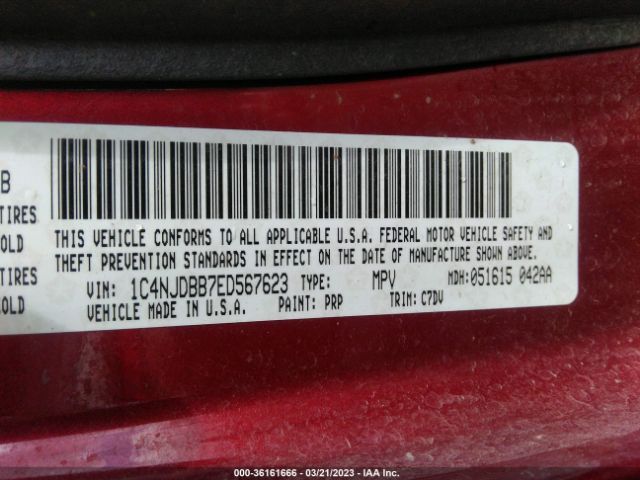 B
TIRES
OLD
TIRES
HOLD
THIS VEHICLE CONFORMS TO ALL APPLICABLE U.S.A. FEDERAL MOTOR VEHICLE SAFETY AND
THEFT PREVENTION STANDARDS IN EFFECT ON THE DATE OF MANUFACTURE SHOWN ABOVE.
VIN: 1C4NJDBB7ED567623 TYPE: MPV MDH:051615 042AA
VEHICLE MADE IN U.S.A. PAINT: PRP TRIM: C7DV
000-36161666 - 03/21/2023 - IAA Inc.